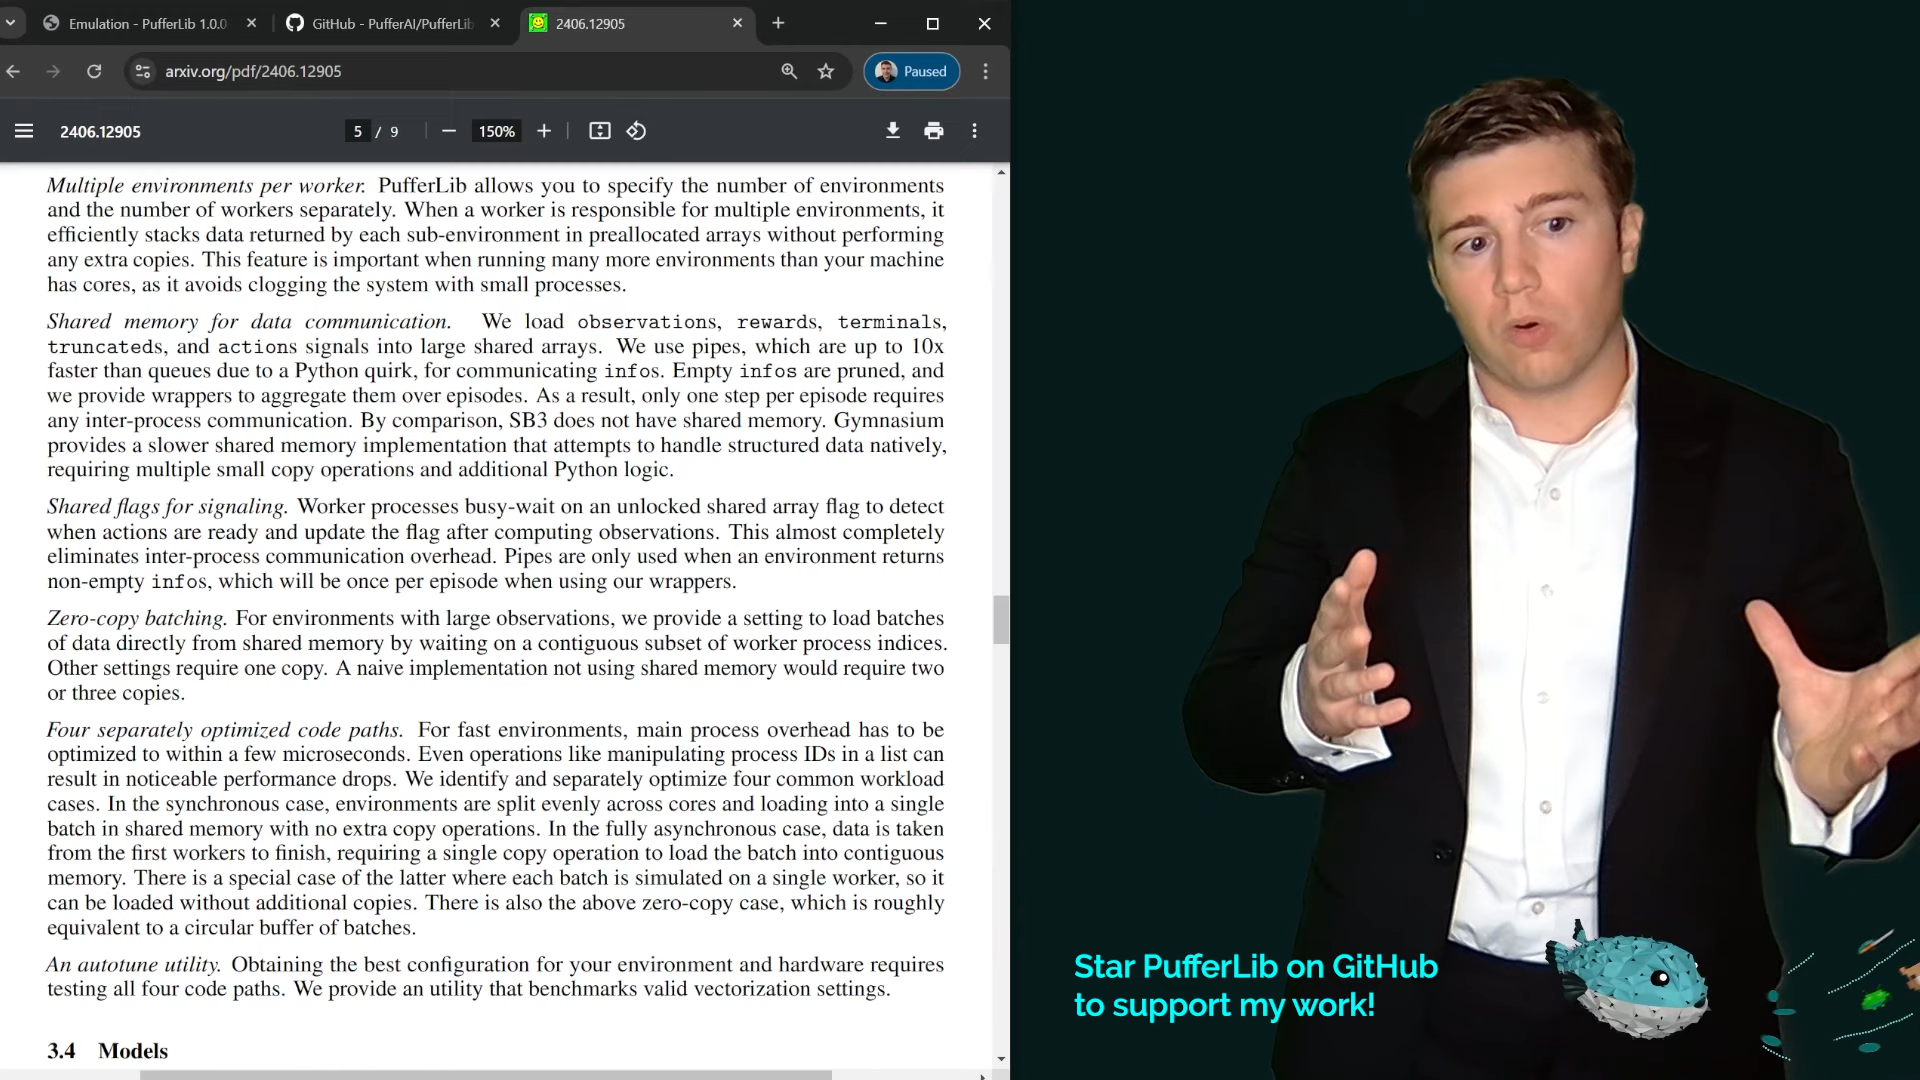 Emulation - PufferLib 1.0.0
GitHub - PufferAI/PufferLib
2406.12905
arxiv.org/pdf/2406.12905
Paused
2406.12905
5 / 9
150%
Multiple environments per worker. PufferLib allows you to specify the number of environments
and the number of workers separately. When a worker is responsible for multiple environments, it
efficiently stacks data returned by each sub-environment in preallocated arrays without performing
any extra copies. This feature is important when running many more environments than your machine
has cores, as it avoids clogging the system with small processes.
Shared memory for data communication. We load observations, rewards, terminals,
truncateds, and actions signals into large shared arrays. We use pipes, which are up to 10x
faster than queues due to a Python quirk, for communicating infos. Empty infos are pruned, and
we provide wrappers to aggregate them over episodes. As a result, only one step per episode requires
any inter-process communication. By comparison, SB3 does not have shared memory. Gymnasium
provides a slower shared memory implementation that attempts to handle structured data natively,
requiring multiple small copy operations and additional Python logic.
Shared flags for signaling. Worker processes busy-wait on an unlocked shared array flag to detect
when actions are ready and update the flag after computing observations. This almost completely
eliminates inter-process communication overhead. Pipes are only used when an environment returns
non-empty infos, which will be once per episode when using our wrappers.
Zero-copy batching. For environments with large observations, we provide a setting to load batches
of data directly from shared memory by waiting on a contiguous subset of worker process indices.
Other settings require one copy. A naive implementation not using shared memory would require two
or three copies.
Four separately optimized code paths. For fast environments, main process overhead has to be
optimized to within a few microseconds. Even operations like manipulating process IDs in a list can
result in noticeable performance drops. We identify and separately optimize four common workload
cases. In the synchronous case, environments are split evenly across cores and loading into a single
batch in shared memory with no extra copy operations. In the fully asynchronous case, data is taken
from the first workers to finish, requiring a single copy operation to load the batch into contiguous
memory. There is a special case of the latter where each batch is simulated on a single worker, so it
can be loaded without additional copies. There is also the above zero-copy case, which is roughly
equivalent to a circular buffer of batches.
An autotune utility. Obtaining the best configuration for your environment and hardware requires
testing all four code paths. We provide an utility that benchmarks valid vectorization settings.
3.4 Models
Star PufferLib on GitHub
to support my work!